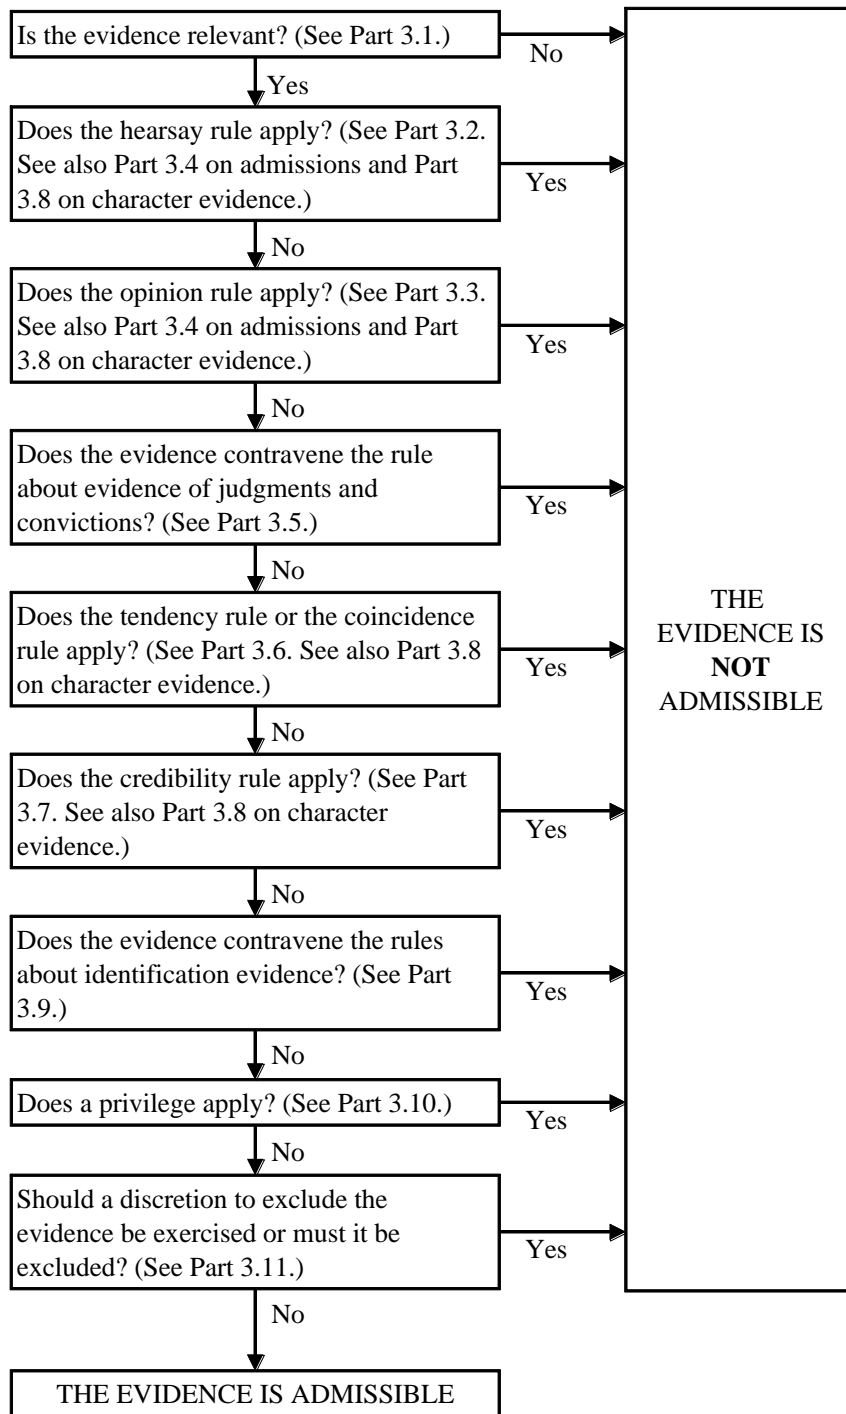 Is the evidence relevant? (See Part 3.1.)
No
Yes
Does the hearsay rule apply? (See Part 3.2.
See also Part 3.4 on admissions and Part
3.8 on character evidence.)
Yes
No
Does the opinion rule apply? (See Part 3.3.
See also Part 3.4 on admissions and Part
3.8 on character evidence.)
Yes
No
Does the evidence contravene the rule
about evidence of judgments and
convictions? (See Part 3.5.)
Yes
No
Does the tendency rule or the coincidence
rule apply? (See Part 3.6. See also Part 3.8
on character evidence.)
Yes
No
Does the credibility rule apply? (See Part
3.7. See also Part 3.8 on character
evidence.)
Yes
No
Does the evidence contravene the rules
about identification evidence? (See Part
3.9.)
Yes
No
Does a privilege apply? (See Part 3.10.)
Yes
No
Should a discretion to exclude the
evidence be exercised or must it be
excluded? (See Part 3.11.)
Yes
No
THE EVIDENCE IS ADMISSIBLE
THE
EVIDENCE IS
NOT
ADMISSIBLE